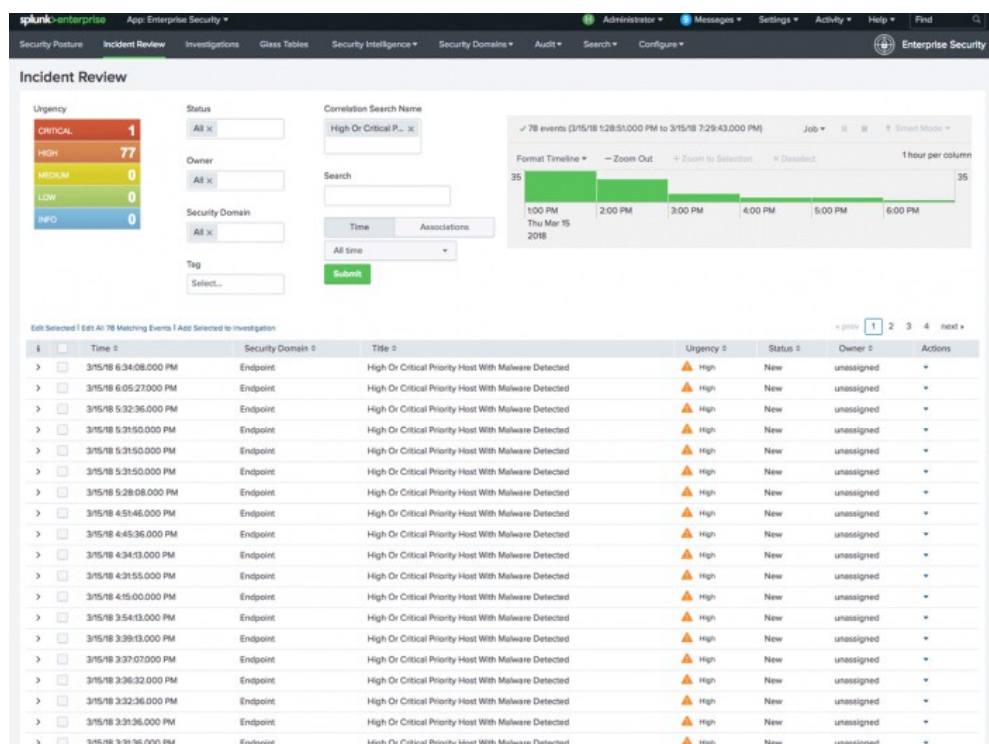 splunk>enterprise App: Enterprise Security Administrator Messages Settings Activity Help Find
Security Posture Incident Review Investigations Glass Tables Security Intelligence Security Domains Audit Search Configure Enterprise Security
Incident Review
Urgency
CRITICAL 1
HIGH 77
MEDIUM 0
LOW 0
INFO 0
Status
All ×
Owner
All ×
Security Domain
All ×
Tag
Select...
Correlation Search Name
High Or Critical P... ×
Search
Time Associations
All time
Submit
✓ 78 events (3/15/18 1:28:51.000 PM to 3/15/18 7:29:43.000 PM) Job Smart Mode
Format Timeline — Zoom Out + Zoom to Selection × Deselect 1 hour per column
35 35
1:00 PM 2:00 PM 3:00 PM 4:00 PM 5:00 PM 6:00 PM
Thu Mar 15
2018
Edit Selected | Edit All 78 Matching Events | Add Selected to Investigation
« prev 1 2 3 4 next »
i Time Security Domain Title Urgency Status Owner Actions
3/15/18 6:34:08.000 PM Endpoint High Or Critical Priority Host With Malware Detected High New unassigned
3/15/18 6:05:27.000 PM Endpoint High Or Critical Priority Host With Malware Detected High New unassigned
3/15/18 5:32:36.000 PM Endpoint High Or Critical Priority Host With Malware Detected High New unassigned
3/15/18 5:31:50.000 PM Endpoint High Or Critical Priority Host With Malware Detected High New unassigned
3/15/18 5:31:50.000 PM Endpoint High Or Critical Priority Host With Malware Detected High New unassigned
3/15/18 5:31:50.000 PM Endpoint High Or Critical Priority Host With Malware Detected High New unassigned
3/15/18 5:28:08.000 PM Endpoint High Or Critical Priority Host With Malware Detected High New unassigned
3/15/18 4:51:46.000 PM Endpoint High Or Critical Priority Host With Malware Detected High New unassigned
3/15/18 4:45:36.000 PM Endpoint High Or Critical Priority Host With Malware Detected High New unassigned
3/15/18 4:34:13.000 PM Endpoint High Or Critical Priority Host With Malware Detected High New unassigned
3/15/18 4:31:55.000 PM Endpoint High Or Critical Priority Host With Malware Detected High New unassigned
3/15/18 4:15:00.000 PM Endpoint High Or Critical Priority Host With Malware Detected High New unassigned
3/15/18 3:54:13.000 PM Endpoint High Or Critical Priority Host With Malware Detected High New unassigned
3/15/18 3:39:13.000 PM Endpoint High Or Critical Priority Host With Malware Detected High New unassigned
3/15/18 3:37:07.000 PM Endpoint High Or Critical Priority Host With Malware Detected High New unassigned
3/15/18 3:36:32.000 PM Endpoint High Or Critical Priority Host With Malware Detected High New unassigned
3/15/18 3:32:36.000 PM Endpoint High Or Critical Priority Host With Malware Detected High New unassigned
3/15/18 3:31:36.000 PM Endpoint High Or Critical Priority Host With Malware Detected High New unassigned
3/15/18 3:31:36.000 PM Endpoint High Or Critical Priority Host With Malware Detected High New unassigned